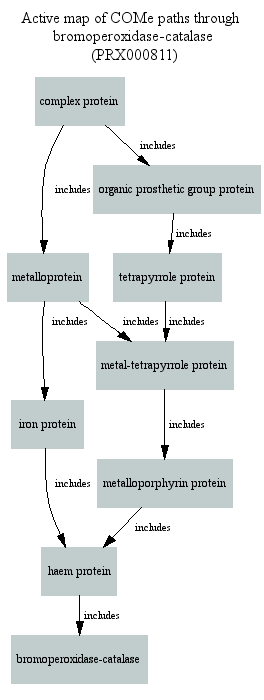 Active map of COMe paths through
bromoperoxidase-catalase
(PRX000811)
complex protein
includes
includes
organic prosthetic group protein
includes
metalloprotein
tetrapyrrole protein
includes
includes
includes
metal-tetrapyrrole protein
iron protein
includes
metalloporphyrin protein
includes
includes
haem protein
includes
bromoperoxidase-catalase